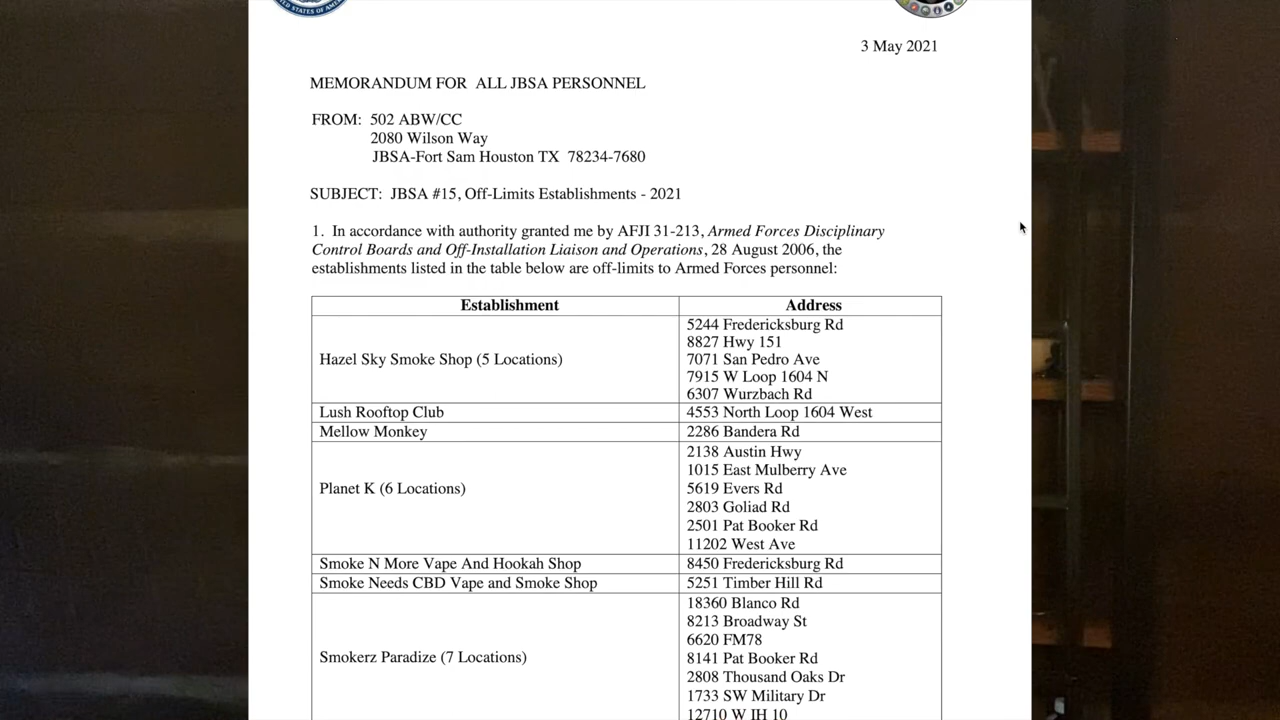 UNITED STATES OF AMERICA
3 May 2021
MEMORANDUM FOR ALL JBSA PERSONNEL
FROM: 502 ABW/CC
2080 Wilson Way
JBSA-Fort Sam Houston TX 78234-7680
SUBJECT: JBSA #15, Off-Limits Establishments - 2021
1. In accordance with authority granted me by AFJI 31-213, Armed Forces Disciplinary
Control Boards and Off-Installation Liaison and Operations, 28 August 2006, the
establishments listed in the table below are off-limits to Armed Forces personnel:
Establishment Address
Hazel Sky Smoke Shop (5 Locations)
5244 Fredericksburg Rd
8827 Hwy 151
7071 San Pedro Ave
7915 W Loop 1604 N
6307 Wurzbach Rd
Lush Rooftop Club 4553 North Loop 1604 West
Mellow Monkey 2286 Bandera Rd
Planet K (6 Locations)
2138 Austin Hwy
1015 East Mulberry Ave
5619 Evers Rd
2803 Goliad Rd
2501 Pat Booker Rd
11202 West Ave
Smoke N More Vape And Hookah Shop 8450 Fredericksburg Rd
Smoke Needs CBD Vape and Smoke Shop 5251 Timber Hill Rd
Smokerz Paradize (7 Locations)
18360 Blanco Rd
8213 Broadway St
6620 FM78
8141 Pat Booker Rd
2808 Thousand Oaks Dr
1733 SW Military Dr
12710 W IH 10